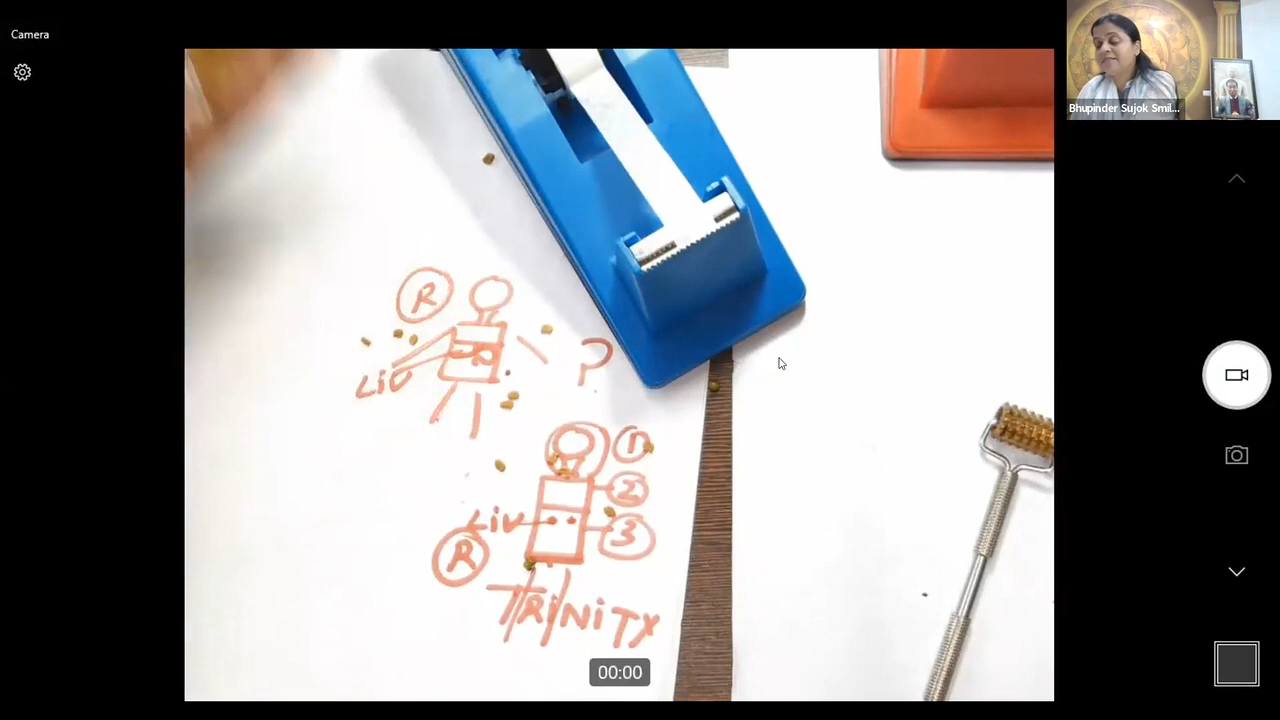 Camera
Bhupinder Sujok Smil...
R
Liv
?
1
2
Liv
3
R
TRINITY
00:00